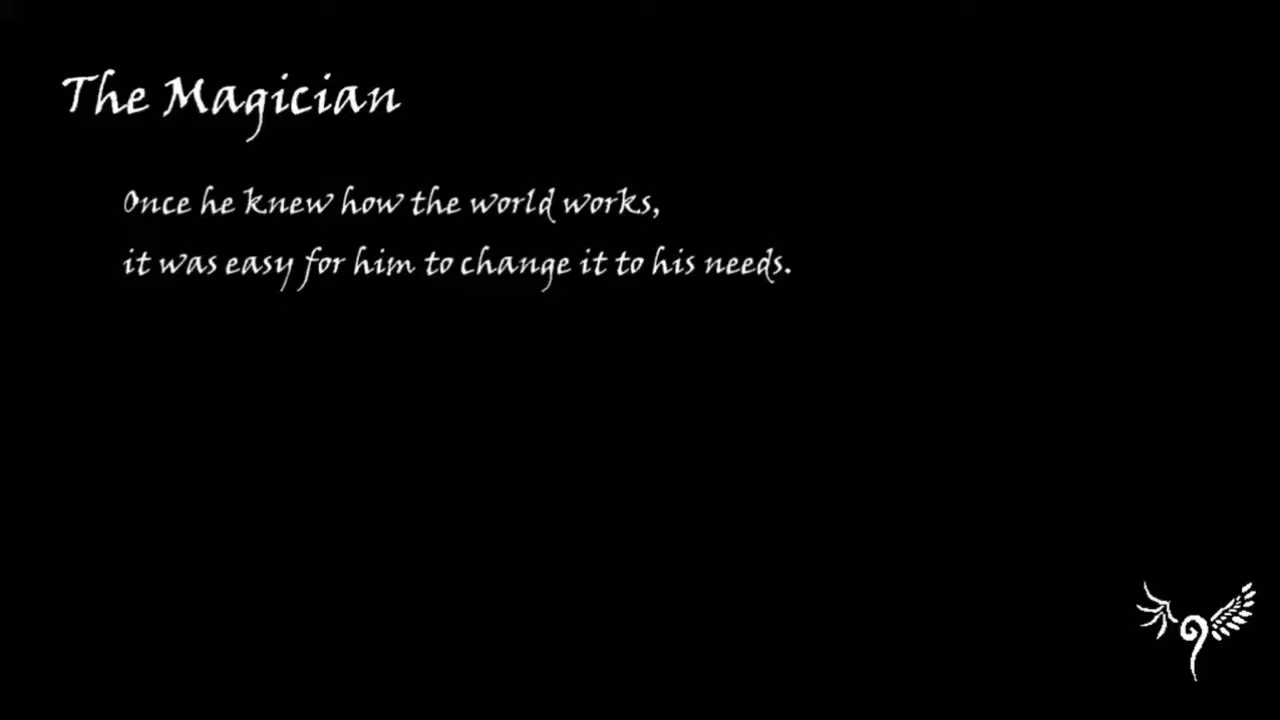 The Magician
Once he knew how the world works,
it was easy for him to change it to his needs.